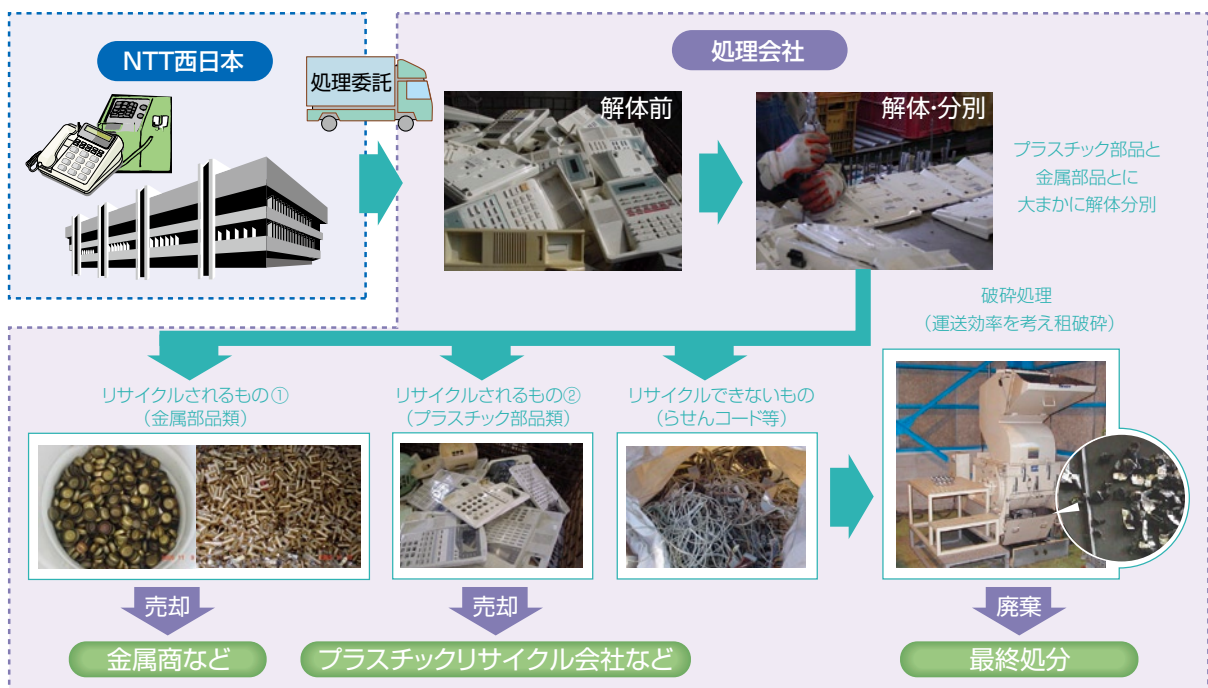 NTT西日本
処理委託
処理会社
解体前
解体・分別
プラスチック部品と
金属部品とに
大まかに解体分別
破砕処理
（運送効率を考え粗破砕）
リサイクルされるもの①
（金属部品類）
リサイクルされるもの②
（プラスチック部品類）
リサイクルできないもの
（らせんコード等）
売却
売却
廃棄
金属商など
プラスチックリサイクル会社など
最終処分